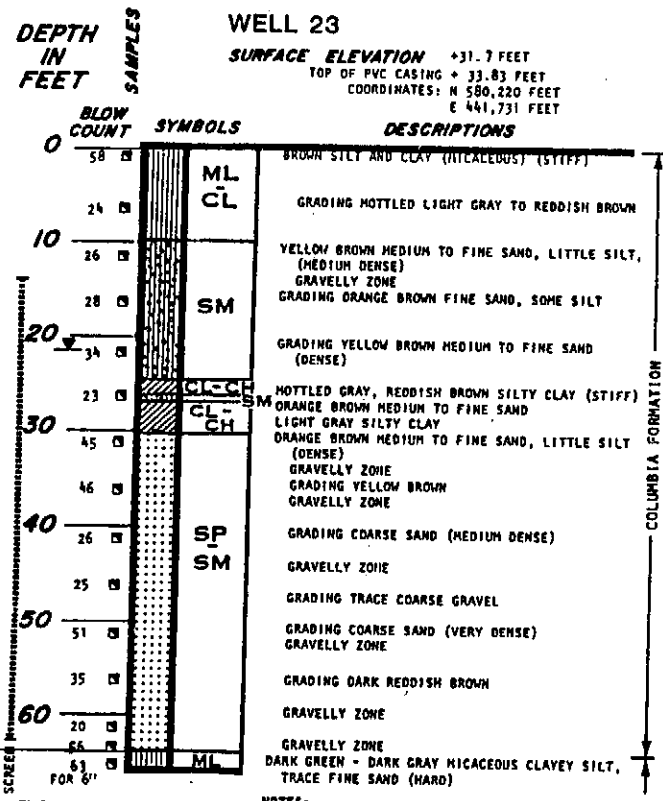 WELL 23
DEPTH IN FEET
SAMPLES
SURFACE ELEVATION +31.7 FEET
TOP OF PVC CASING + 33.83 FEET
COORDINATES: N 580,220 FEET
E 441,731 FEET
BLOW COUNT SYMBOLS DESCRIPTIONS
0
58 BROWN SILT AND CLAY (MICACEOUS) (STIFF)
ML-CL
24 GRADING MOTTLED LIGHT GRAY TO REDDISH BROWN
10
26 YELLOW BROWN MEDIUM TO FINE SAND, LITTLE SILT,
(MEDIUM DENSE)
GRAVELLY ZONE
28 SM GRADING ORANGE BROWN FINE SAND, SOME SILT
20
34 GRADING YELLOW BROWN MEDIUM TO FINE SAND
(DENSE)
CL-CH
23 MOTTLED GRAY, REDDISH BROWN SILTY CLAY (STIFF)
SM ORANGE BROWN MEDIUM TO FINE SAND
CL-CH LIGHT GRAY SILTY CLAY
30
45 ORANGE BROWN MEDIUM TO FINE SAND, LITTLE SILT
(DENSE)
GRAVELLY ZONE
46 GRADING YELLOW BROWN
GRAVELLY ZONE
40
26 SP-SM GRADING COARSE SAND (MEDIUM DENSE)
GRAVELLY ZONE
25 GRADING TRACE COARSE GRAVEL
50
51 GRADING COARSE SAND (VERY DENSE)
GRAVELLY ZONE
35 GRADING DARK REDDISH BROWN
60 GRAVELLY ZONE
20
66 GRAVELLY ZONE
63 ML DARK GREEN - DARK GRAY MICACEOUS CLAYEY SILT,
FOR 6" TRACE FINE SAND (HARD)
COLUMBIA FORMATION
SCREEN
NOTES: